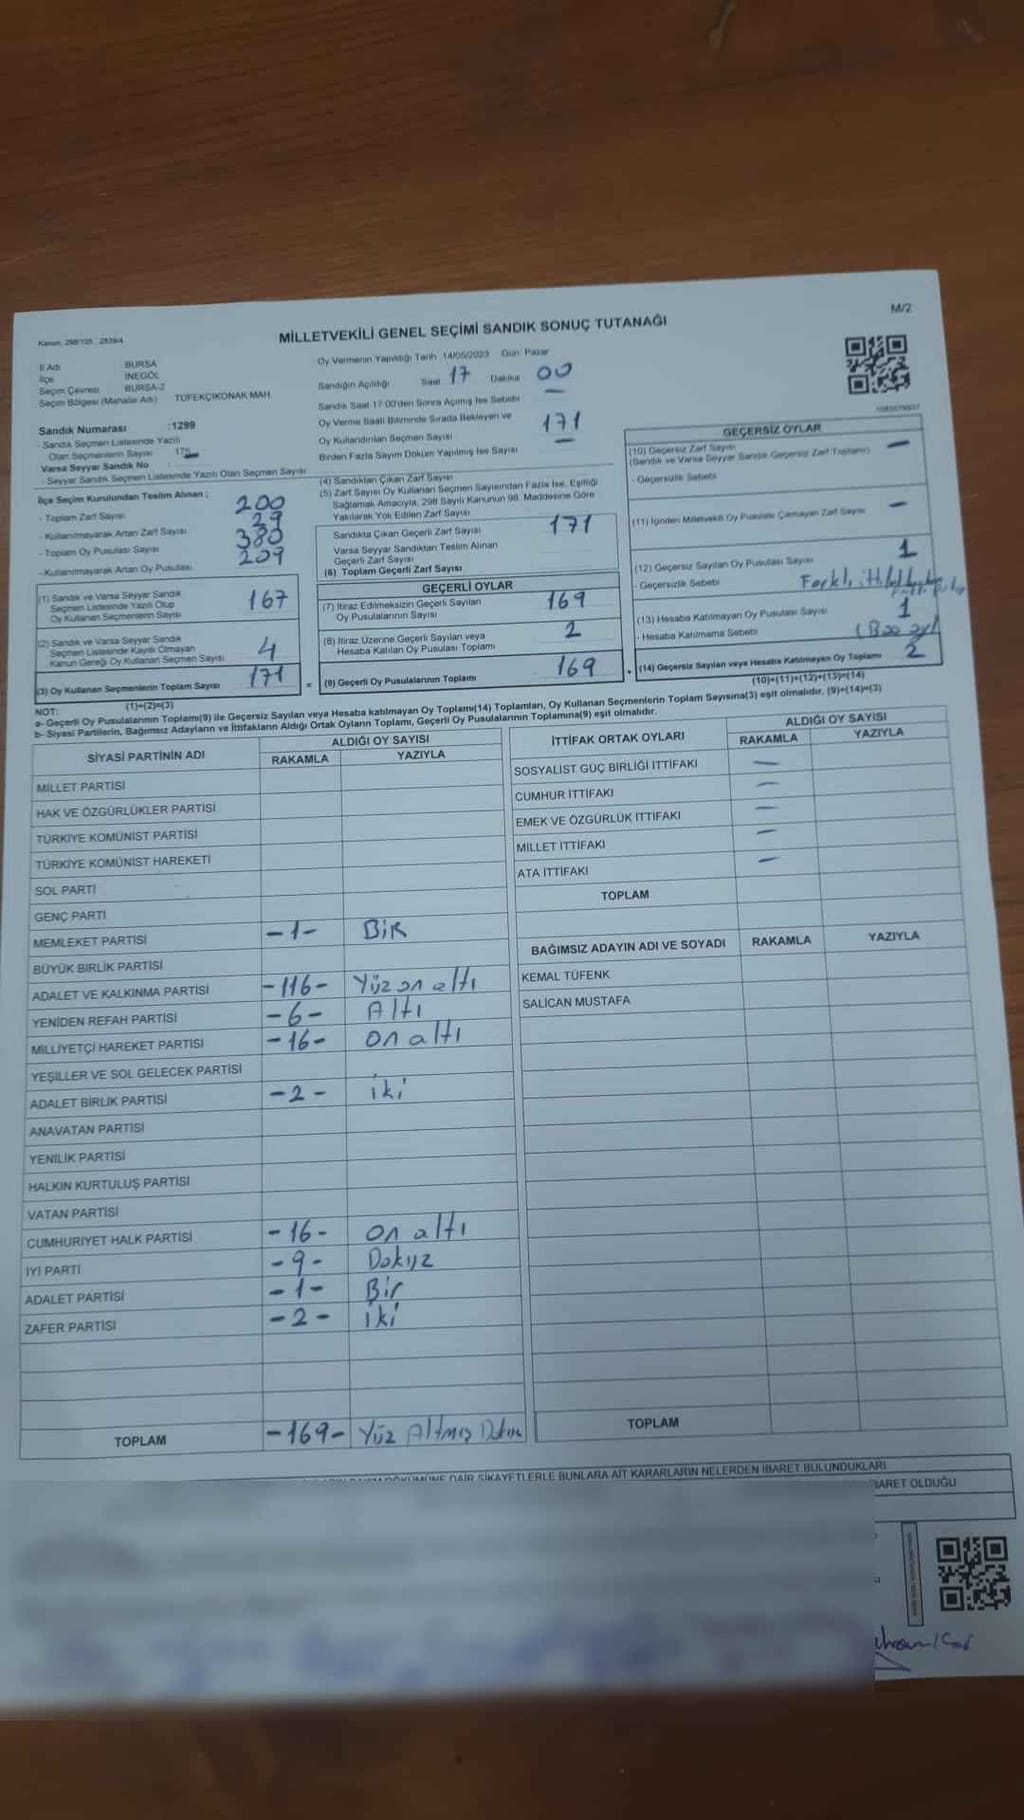 M/2
Kanun, 298/105 , 2839/4
MİLLETVEKİLİ GENEL SEÇİMİ SANDIK SONUÇ TUTANAĞI
İl Adı BURSA
İlçe İNEGÖL
Seçim Çevresi BURSA-2
Seçim Bölgesi (Mahalle Adı) TÜFEKÇİKONAK MAH.
Sandık Numarası :1299
- Sandık Seçmen Listesinde Yazılı
Olan Seçmenlerin Sayısı 175
Varsa Seyyar Sandık No :
- Seyyar Sandık Seçmen Listesinde Yazılı Olan Seçmen Sayısı
Oy Vermenin Yapıldığı Tarih 14/05/2023 Gün: Pazar
Sandığın Açıldığı Saat 17 Dakika 00
Sandık Saat 17:00'den Sonra Açılmış İse Sebebi —
Oy Verme Saati Bitiminde Sırada Bekleyen ve
Oy Kullandırılan Seçmen Sayısı 171
Birden Fazla Sayım Döküm Yapılmış İse Sayısı —
İlçe Seçim Kurulundan Teslim Alınan ;
- Toplam Zarf Sayısı 200
- Kullanılmayarak Artan Zarf Sayısı 29
- Toplam Oy Pusulası Sayısı 380
- Kullanılmayarak Artan Oy Pusulası 209
(1) Sandık ve Varsa Seyyar Sandık
Seçmen Listesinde Yazılı Olup
Oy Kullanan Seçmenlerin Sayısı 167
(2) Sandık ve Varsa Seyyar Sandık
Seçmen Listesinde Kaydı Olmayan
Kanun Gereği Oy Kullanan Seçmen Sayısı 4
(3) Oy Kullanan Seçmenlerin Toplam Sayısı 171
(1)+(2)=(3)
(4) Sandıktan Çıkan Zarf Sayısı
(5) Zarf Sayısı Oy Kullanan Seçmen Sayısından Fazla İse, Eşitliği
Sağlamak Amacıyla, 298 Sayılı Kanunun 98. Maddesine Göre
Yakılarak Yok Edilen Zarf Sayısı
Sandıkta Çıkan Geçerli Zarf Sayısı 171
Varsa Seyyar Sandıktan Teslim Alınan
Geçerli Zarf Sayısı
(6) Toplam Geçerli Zarf Sayısı
GEÇERLİ OYLAR
(7) İtiraz Edilmeksizin Geçerli Sayılan
Oy Pusulalarının Sayısı 169
(8) İtiraz Üzerine Geçerli Sayılan veya
Hesaba Katılan Oy Pusulası Toplamı 2
= (9) Geçerli Oy Pusulalarının Toplamı 169
GEÇERSİZ OYLAR
(10) Geçersiz Zarf Sayısı —
(Sandık ve Varsa Seyyar Sandık Geçersiz Zarf Toplamı)
- Geçersizlik Sebebi
(11) İçinden Milletvekili Oy Pusulası Çıkmayan Zarf Sayısı —
(12) Geçersiz Sayılan Oy Pusulası Sayısı 1
- Geçersizlik Sebebi Farklı
(13) Hesaba Katılmayan Oy Pusulası Sayısı 1
- Hesaba Katılmama Sebebi (Boş oy)
+ (14) Geçersiz Sayılan veya Hesaba Katılmayan Oy Toplamı 2
(10)+(11)+(12)+(13)=(14)
NOT:
a- Geçerli Oy Pusulalarının Toplamı(9) ile Geçersiz Sayılan veya Hesaba katılmayan Oy Toplamı(14) Toplamları, Oy Kullanan Seçmenlerin Toplam Sayısına(3) eşit olmalıdır, (9)+(14)=(3)
b- Siyasi Partilerin, Bağımsız Adayların ve İttifakların Aldığı Ortak Oyların Toplamı, Geçerli Oy Pusulalarının Toplamına(9) eşit olmalıdır.
SİYASİ PARTİNİN ADI ALDIĞI OY SAYISI
RAKAMLA YAZIYLA
MİLLET PARTİSİ
HAK VE ÖZGÜRLÜKLER PARTİSİ
TÜRKİYE KOMÜNİST PARTİSİ
TÜRKİYE KOMÜNİST HAREKETİ
SOL PARTİ
GENÇ PARTİ
MEMLEKET PARTİSİ -1- BİR
BÜYÜK BİRLİK PARTİSİ
ADALET VE KALKINMA PARTİSİ -116- Yüz on altı
YENİDEN REFAH PARTİSİ -6- Altı
MİLLİYETÇİ HAREKET PARTİSİ -16- on altı
YEŞİLLER VE SOL GELECEK PARTİSİ
ADALET BİRLİK PARTİSİ -2- iki
ANAVATAN PARTİSİ
YENİLİK PARTİSİ
HALKIN KURTULUŞ PARTİSİ
VATAN PARTİSİ
CUMHURİYET HALK PARTİSİ -16- on altı
İYİ PARTİ -9- Dokuz
ADALET PARTİSİ -1- Bir
ZAFER PARTİSİ -2- iki
TOPLAM -169- Yüz Altmış Dokuz
İTTİFAK ORTAK OYLARI ALDIĞI OY SAYISI
RAKAMLA YAZIYLA
SOSYALİST GÜÇ BİRLİĞİ İTTİFAKI —
CUMHUR İTTİFAKI —
EMEK VE ÖZGÜRLÜK İTTİFAKI —
MİLLET İTTİFAKI —
ATA İTTİFAKI —
TOPLAM
BAĞIMSIZ ADAYIN ADI VE SOYADI RAKAMLA YAZIYLA
KEMAL TÜFENK
SALİCAN MUSTAFA
TOPLAM
DÖKÜMÜNE DAİR ŞİKAYETLERLE BUNLARA AİT KARARLARIN NELERDEN İBARET BULUNDUKLARI
İBARET OLDUĞU